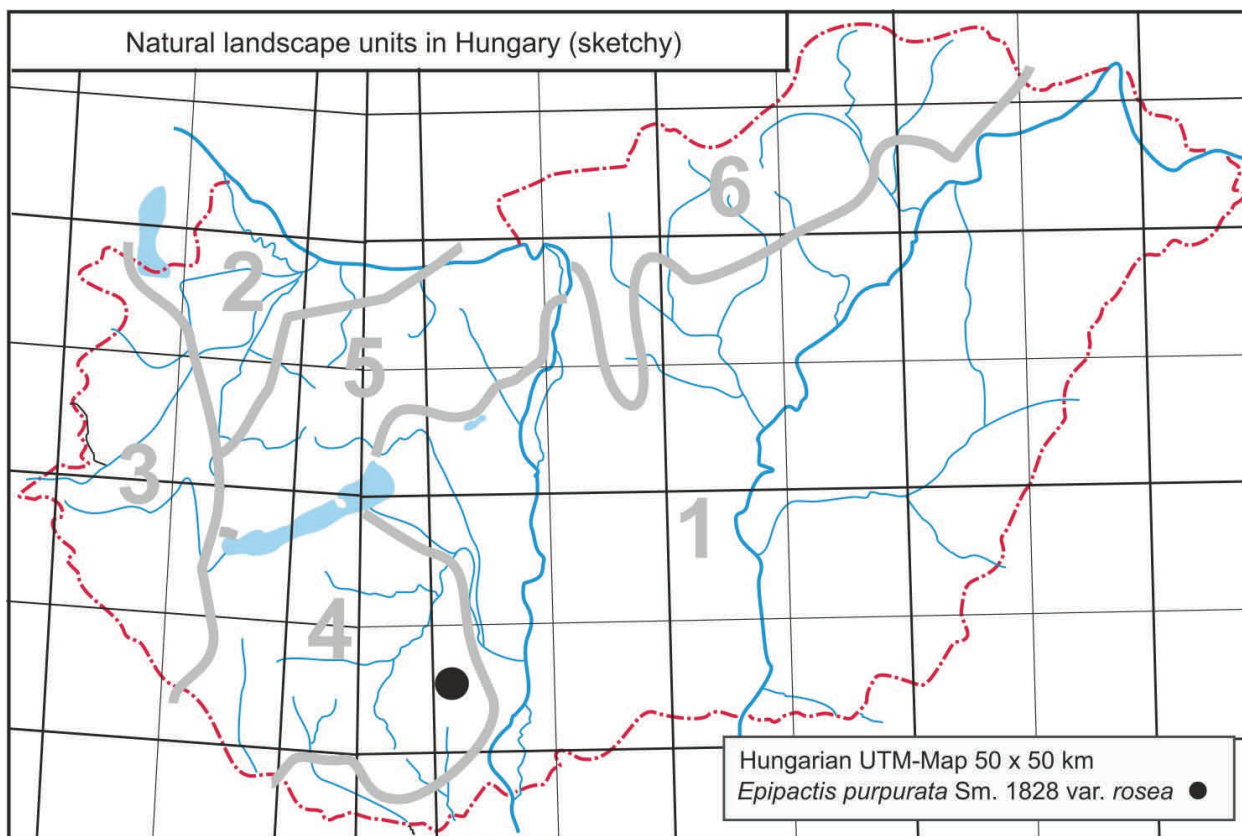 Natural landscape units in Hungary (sketchy)
6
2
5
3
1
4
Hungarian UTM-Map 50 x 50 km
Epipactis purpurata Sm. 1828 var. rosea